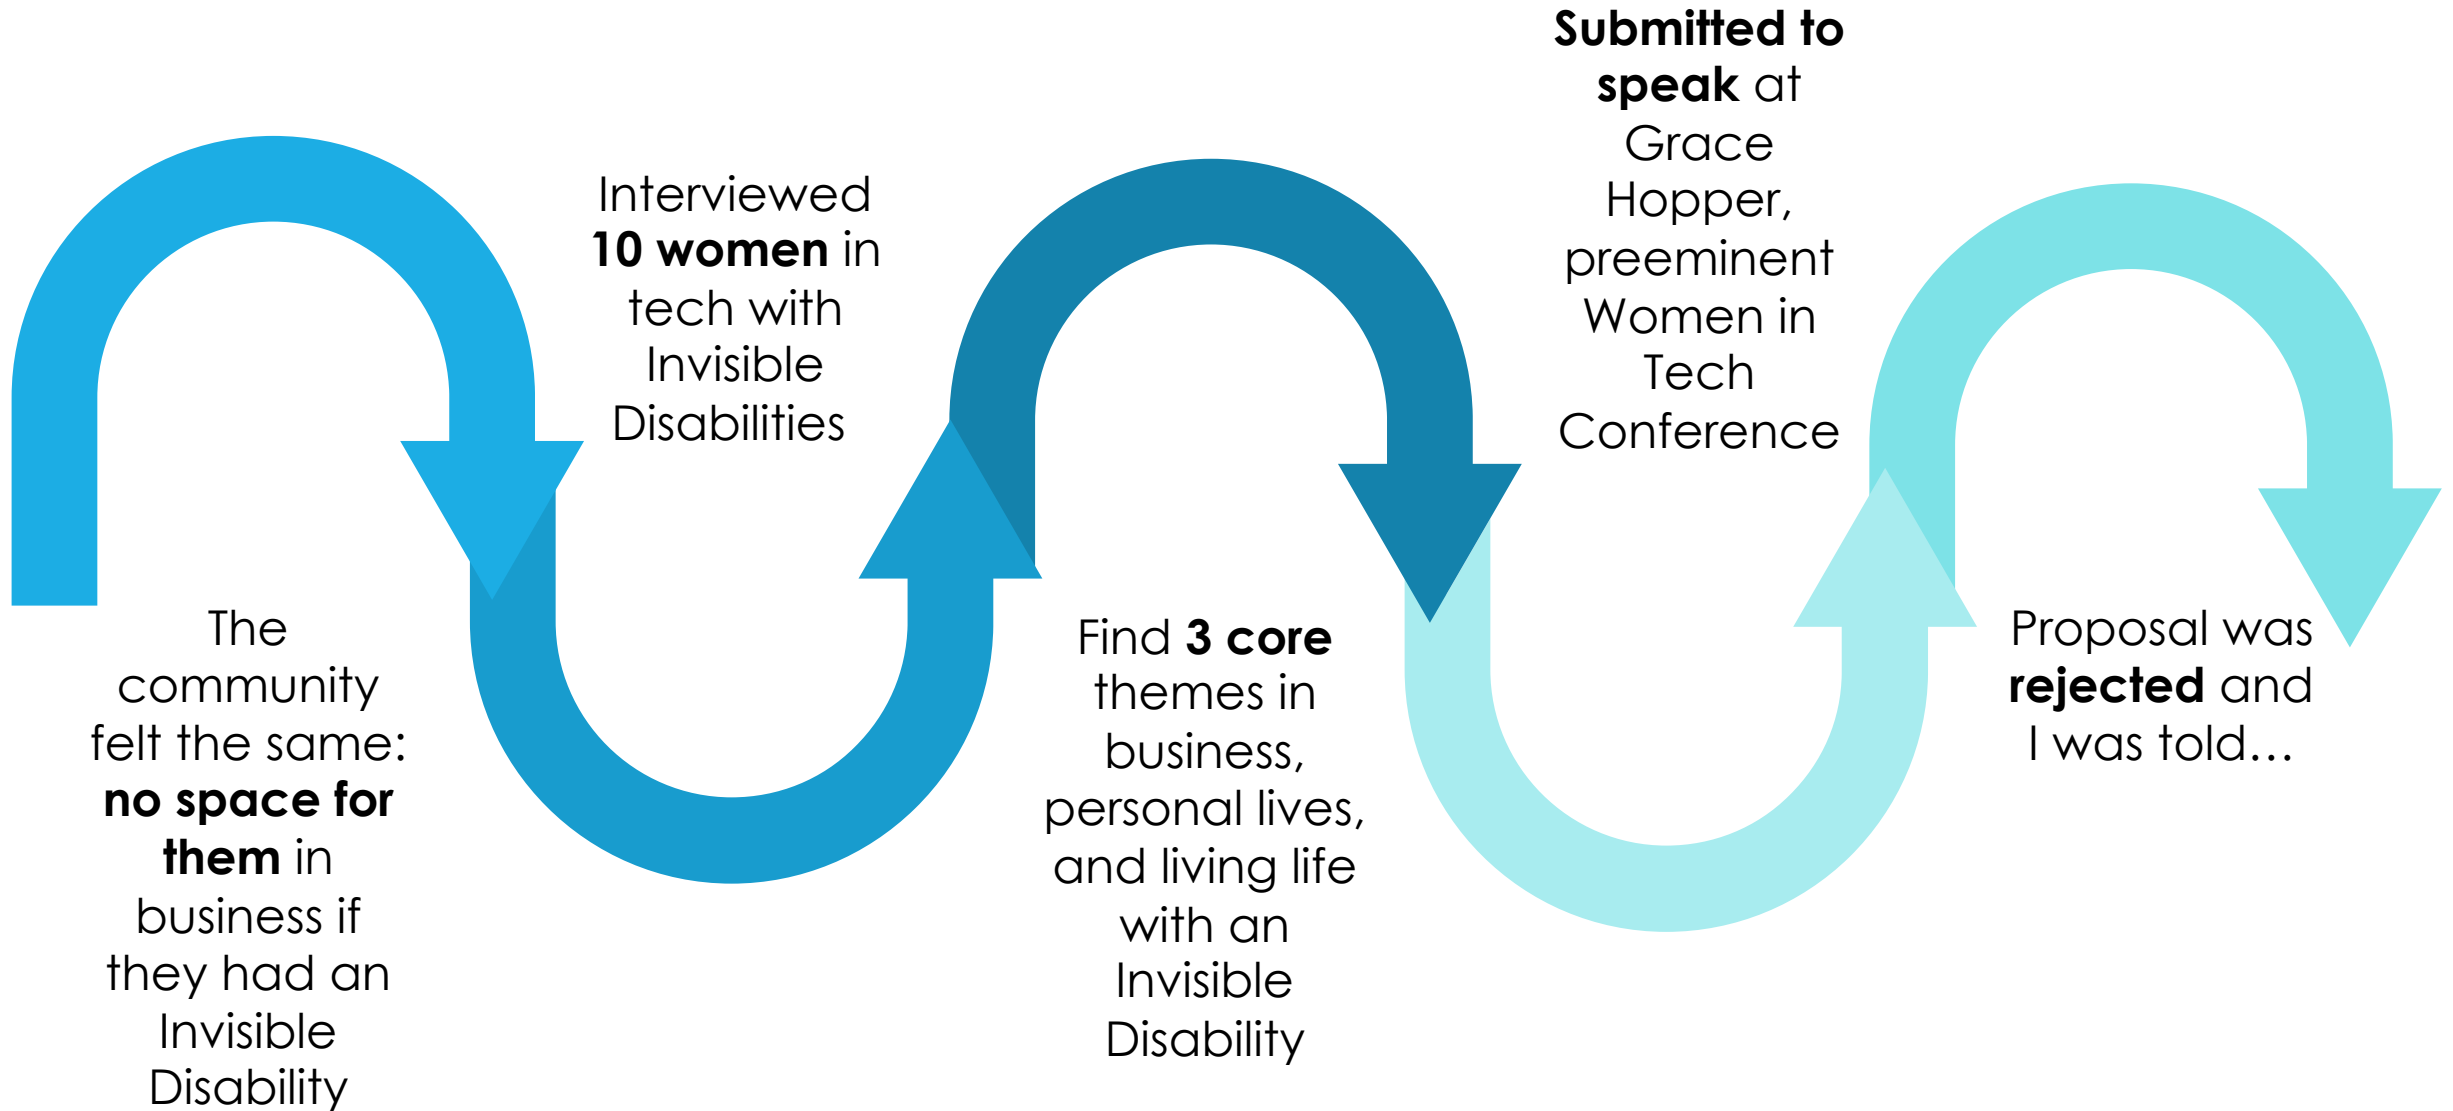 The
community
felt the same:
no space for
them in
business if
they had an
Invisible
Disability
Interviewed
10 women in
tech with
Invisible
Disabilities
Find 3 core
themes in
business,
personal lives,
and living life
with an
Invisible
Disability
Submitted to
speak at
Grace
Hopper,
preeminent
Women in
Tech
Conference
Proposal was
rejected and
I was told...